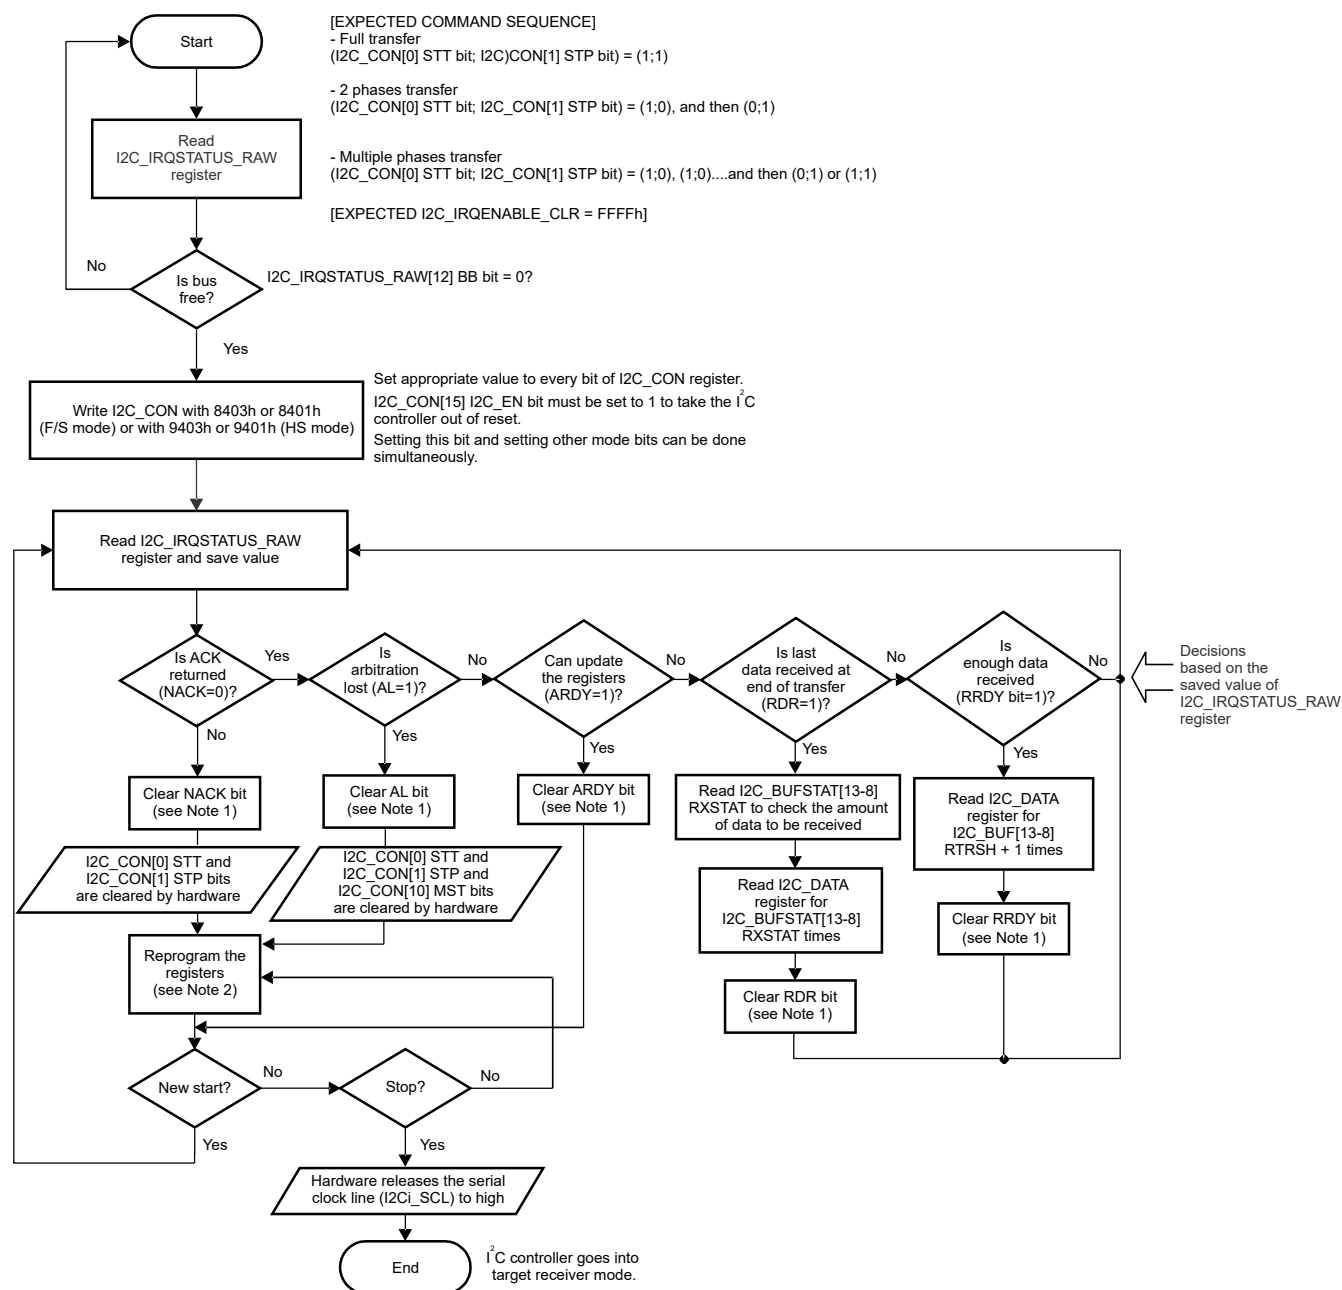 Start
[EXPECTED COMMAND SEQUENCE]
- Full transfer
(I2C_CON[0] STT bit; I2C)CON[1] STP bit) = (1;1)
- 2 phases transfer
(I2C_CON[0] STT bit; I2C_CON[1] STP bit) = (1;0), and then (0;1)
- Multiple phases transfer
(I2C_CON[0] STT bit; I2C_CON[1] STP bit) = (1;0), (1;0)....and then (0;1) or (1;1)
[EXPECTED I2C_IRQENABLE_CLR = FFFFh]
Read
I2C_IRQSTATUS_RAW
register
No
Is bus
free?
I2C_IRQSTATUS_RAW[12] BB bit = 0?
Yes
Write I2C_CON with 8403h or 8401h
(F/S mode) or with 9403h or 9401h (HS mode)
Set appropriate value to every bit of I2C_CON register.
I2C_CON[15] I2C_EN bit must be set to 1 to take the I²C
controller out of reset.
Setting this bit and setting other mode bits can be done
simultaneously.
Read I2C_IRQSTATUS_RAW
register and save value
Is ACK
returned
(NACK=0)?
Yes
Is
arbitration
lost (AL=1)?
No
Can update
the registers
(ARDY=1)?
No
Is last
data received at
end of transfer
(RDR=1)?
No
Is
enough data
received
(RRDY bit=1)?
No
Decisions
based on the
saved value of
I2C_IRQSTATUS_RAW
register
No
Yes
Yes
Yes
Yes
Clear NACK bit
(see Note 1)
Clear AL bit
(see Note 1)
Clear ARDY bit
(see Note 1)
Read I2C_BUFSTAT[13-8]
RXSTAT to check the amount
of data to be received
Read I2C_DATA
register for
I2C_BUF[13-8]
RTRSH + 1 times
I2C_CON[0] STT and
I2C_CON[1] STP bits
are cleared by hardware
I2C_CON[0] STT and
I2C_CON[1] STP and
I2C_CON[10] MST bits
are cleared by hardware
Read I2C_DATA
register for
I2C_BUFSTAT[13-8]
RXSTAT times
Clear RRDY bit
(see Note 1)
Reprogram the
registers
(see Note 2)
Clear RDR bit
(see Note 1)
New start?
No
Stop?
No
Yes
Yes
Hardware releases the serial
clock line (I2Ci_SCL) to high
End
I²C controller goes into
target receiver mode.